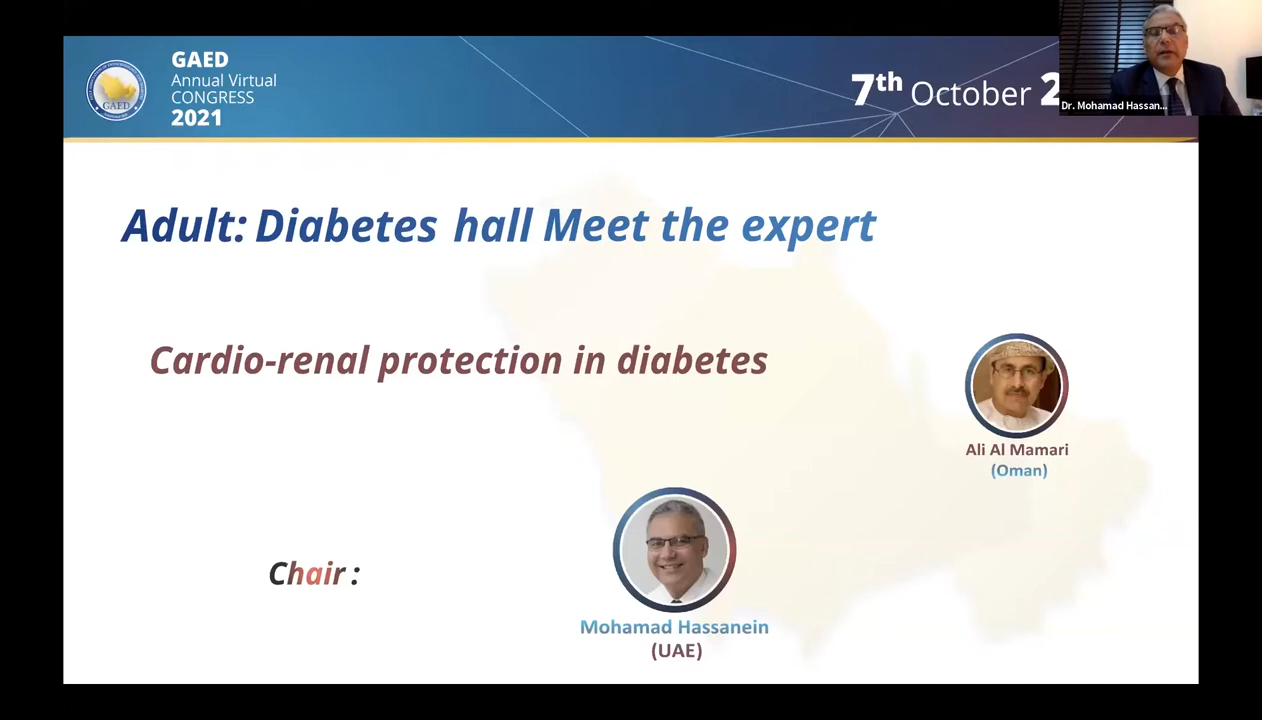 GAED
Annual Virtual
CONGRESS
2021
GAED
7th October 2
Dr. Mohamad Hassan...
Adult: Diabetes hall Meet the expert
Cardio-renal protection in diabetes
Ali Al Mamari
(Oman)
Chair :
Mohamad Hassanein
(UAE)